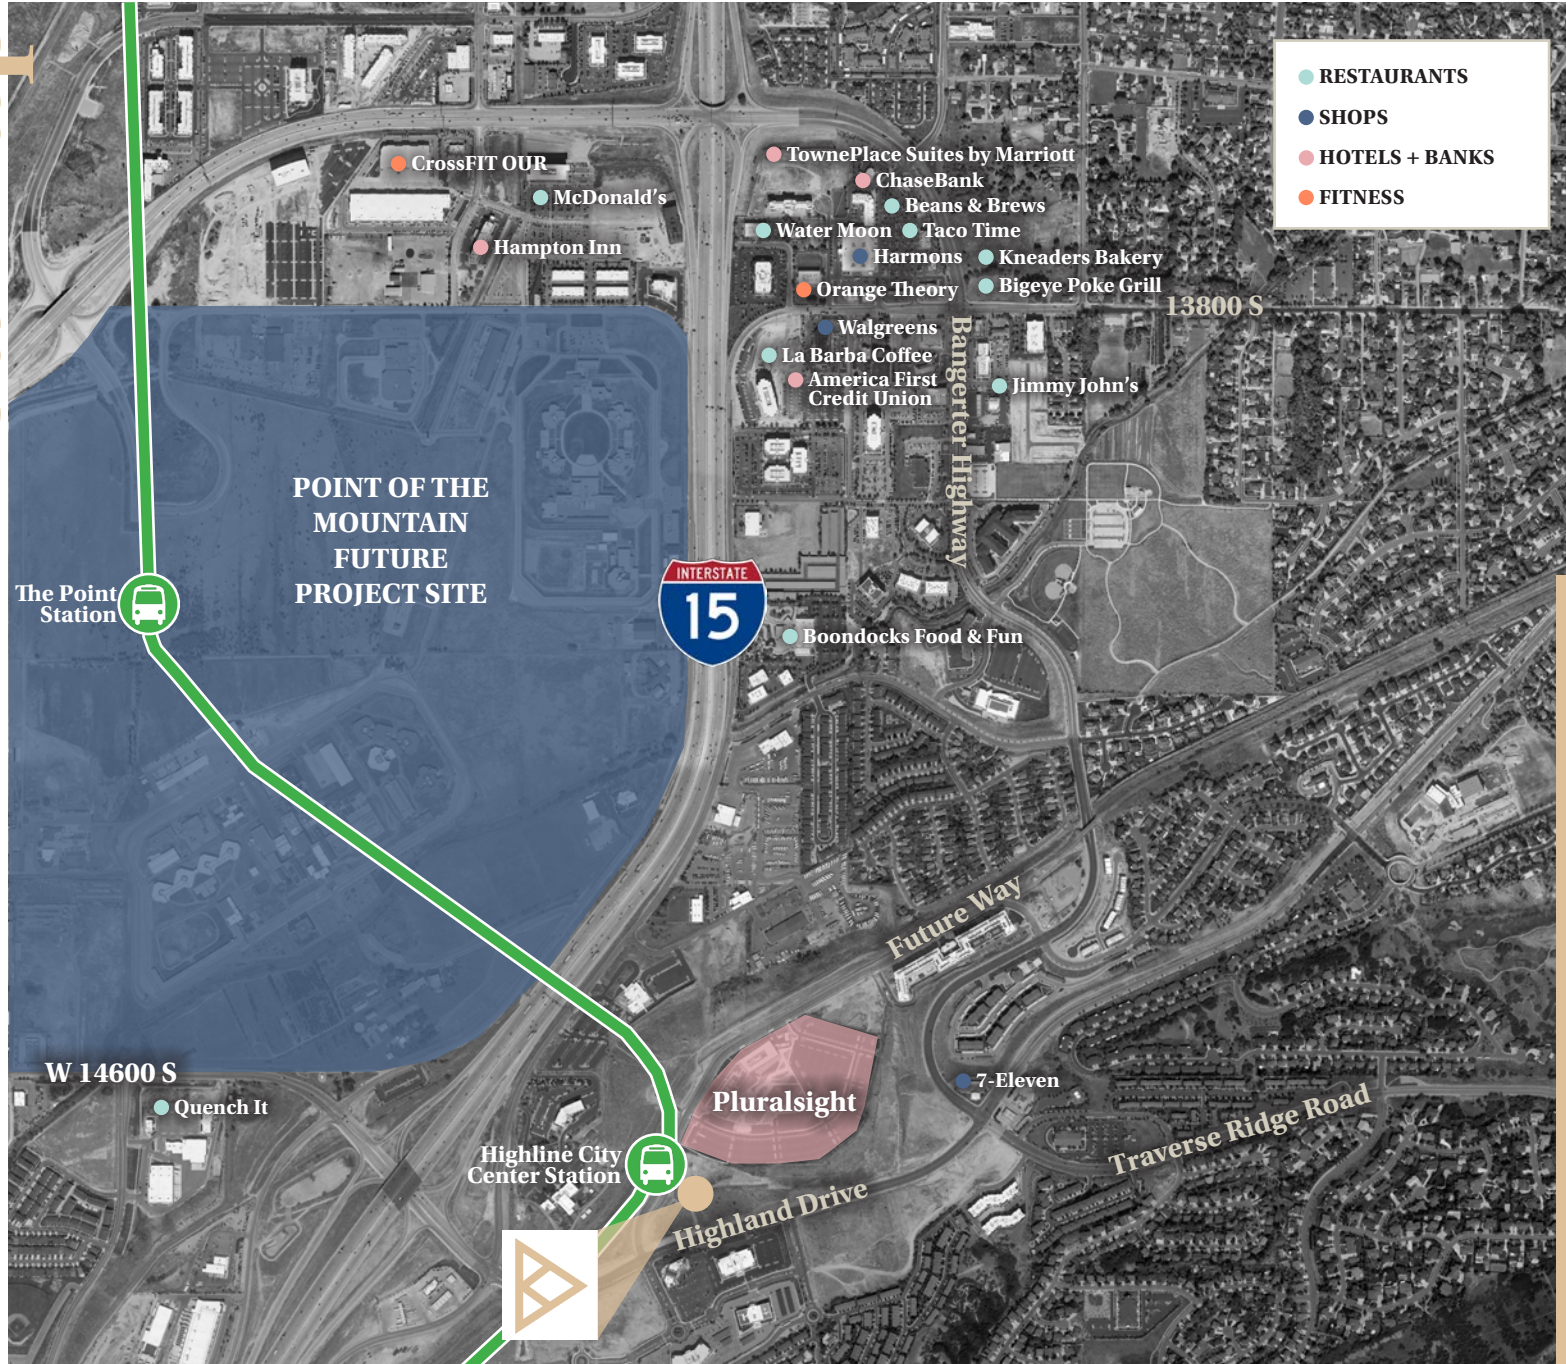 RESTAURANTS
SHOPS
HOTELS + BANKS
FITNESS
CrossFIT OUR
McDonald's
Hampton Inn
TownePlace Suites by Marriott
ChaseBank
Beans & Brews
Water Moon
Taco Time
Harmons
Kneaders Bakery
Orange Theory
Bigeye Poke Grill
13800 S
Walgreens
La Barba Coffee
America First
Credit Union
Jimmy John's
Bangerter Highway
POINT OF THE
MOUNTAIN
FUTURE
PROJECT SITE
The Point
Station
INTERSTATE
15
Boondocks Food & Fun
Future Way
W 14600 S
Quench It
Pluralsight
7-Eleven
Traverse Ridge Road
Highline City
Center Station
Highland Drive